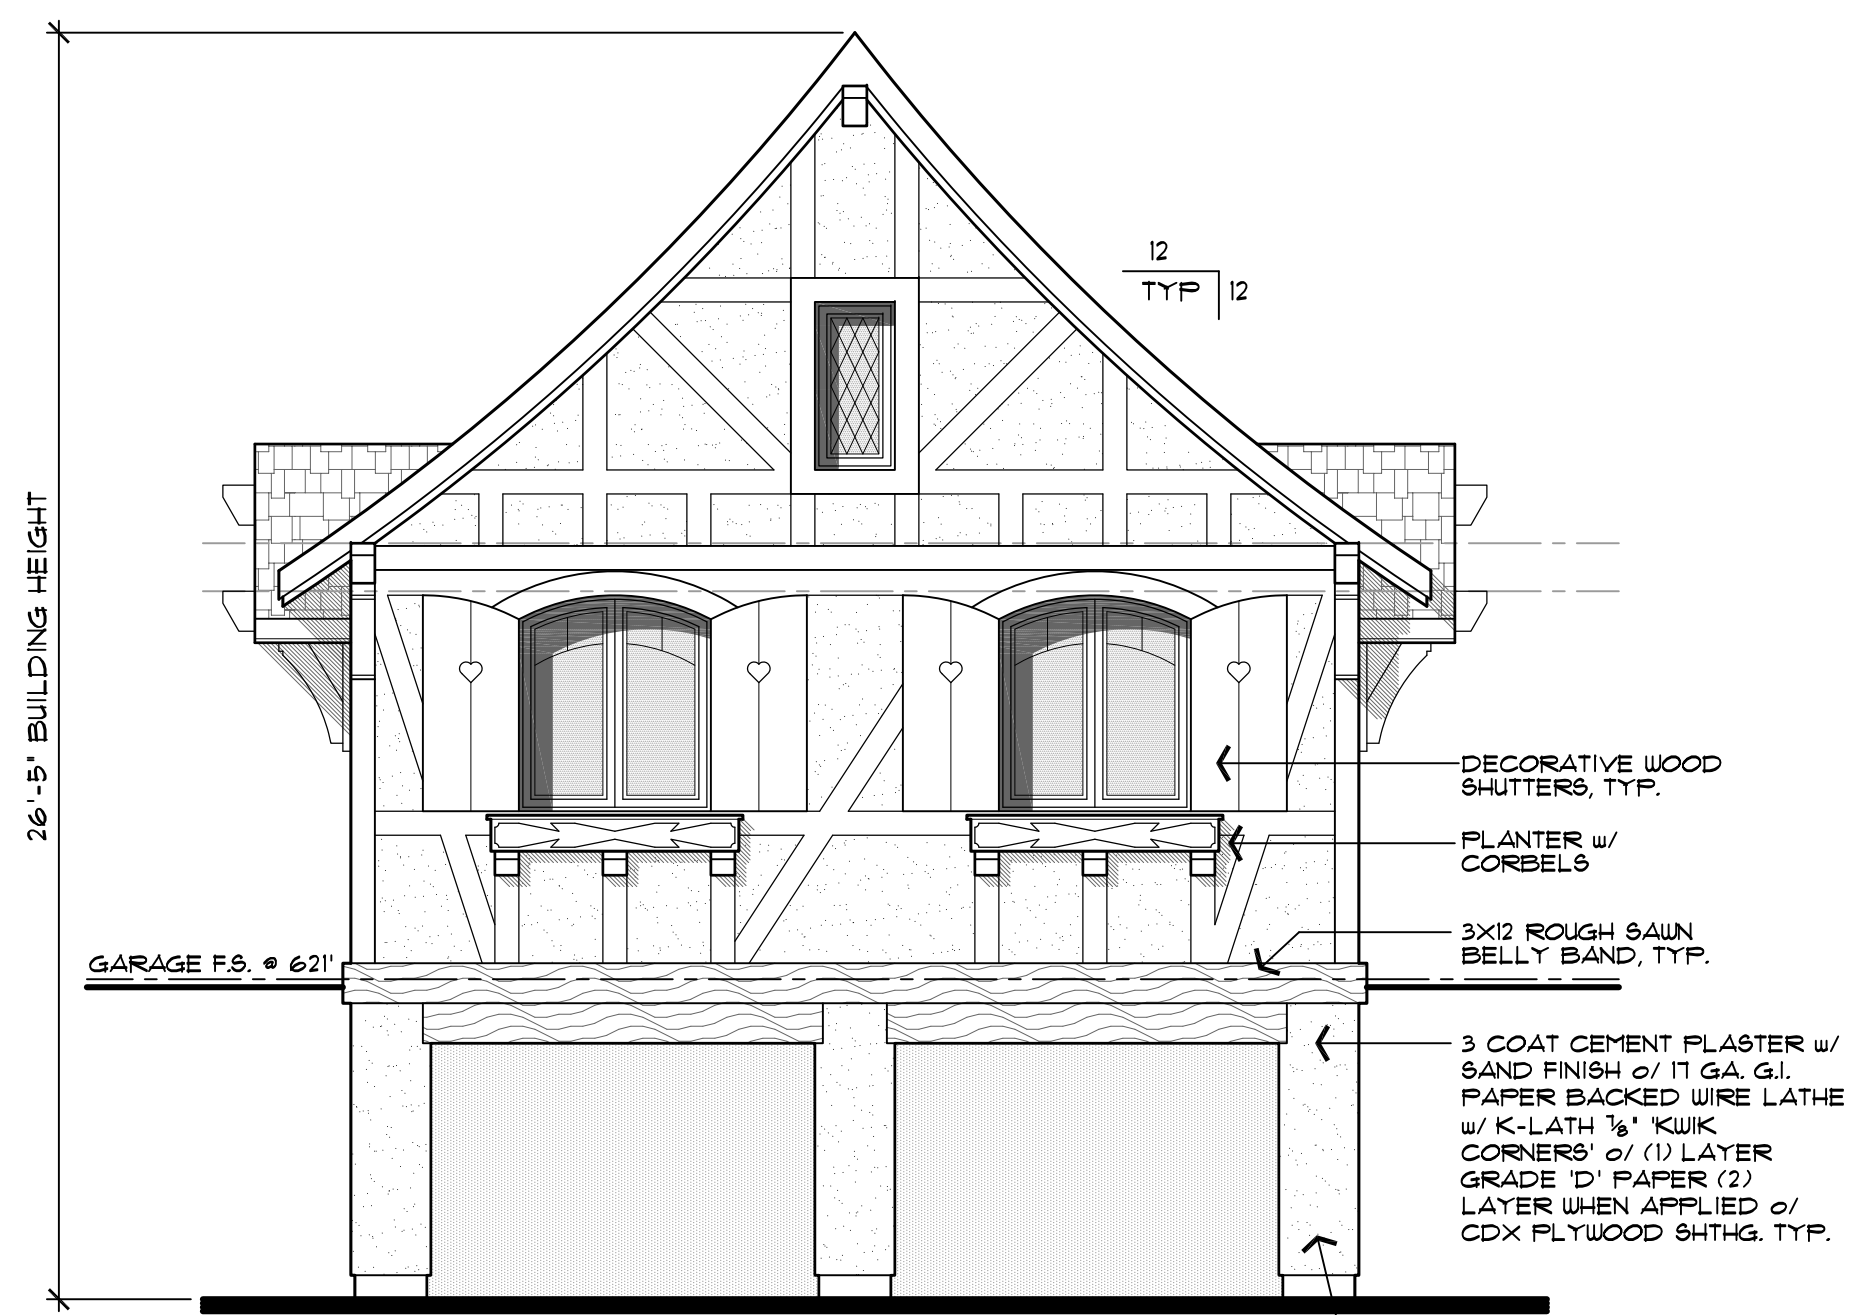 12
TYP 12
26'-5" BUILDING HEIGHT
DECORATIVE WOOD
SHUTTERS, TYP.
PLANTER w/
CORBELS
3X12 ROUGH SAWN
BELLY BAND, TYP.
GARAGE F.S. @ 621'
3 COAT CEMENT PLASTER w/
SAND FINISH o/ 17 GA. G.I.
PAPER BACKED WIRE LATHE
w/ K-LATH ⅞" 'KWIK
CORNERS' o/ (1) LAYER
GRADE 'D' PAPER (2)
LAYER WHEN APPLIED o/
CDX PLYWOOD SHTHG. TYP.